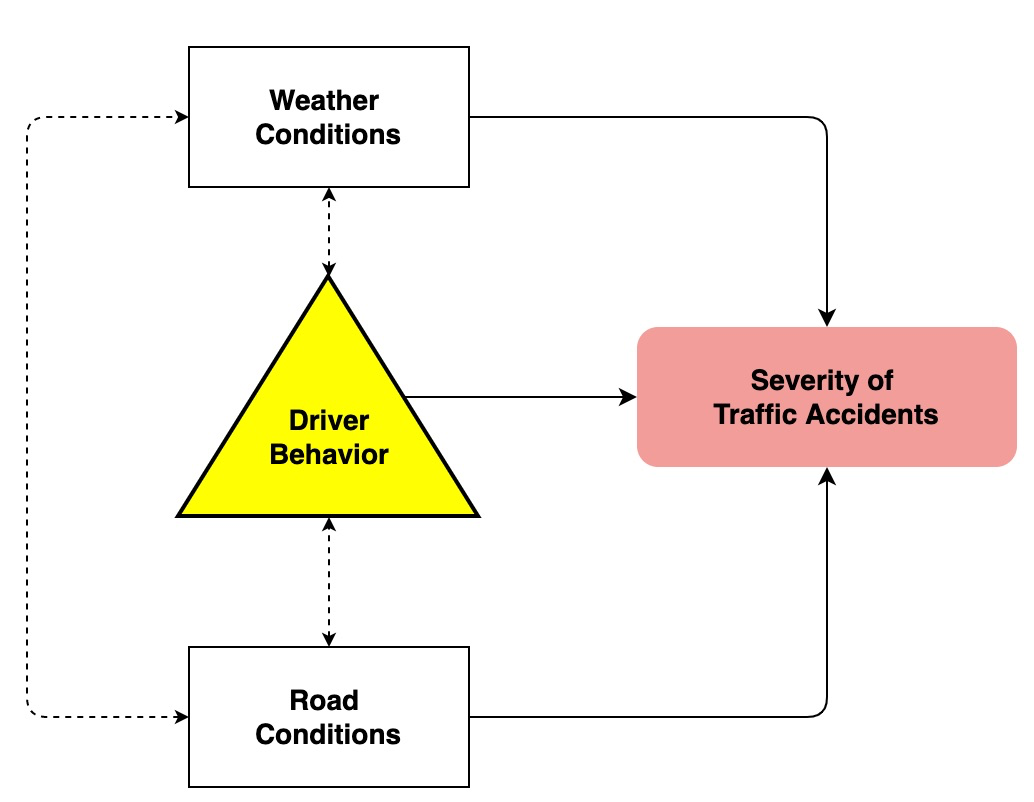 Weather
Conditions
Driver
Behavior
Severity of
Traffic Accidents
Road
Conditions